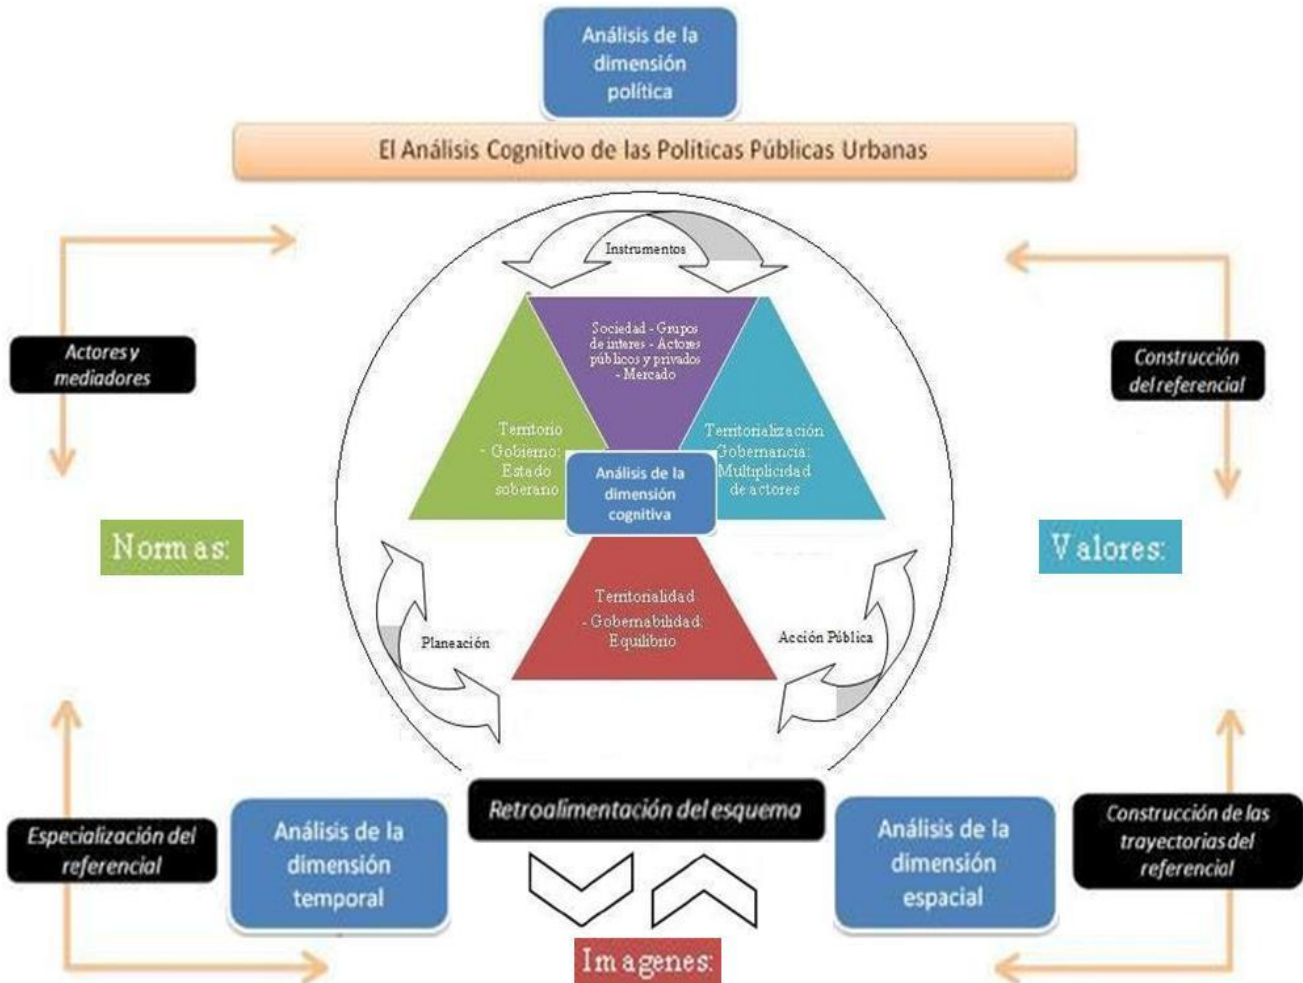 Análisis de la
dimensión
política
El Análisis Cognitivo de las Políticas Públicas Urbanas
Instrumentos
Sociedad - Grupos
de interes - Actores
públicos y privados
- Mercado
Actores y
mediadores
Construcción
del referencial
Territorio
- Gobierno:
Estado
soberano
Territorialización
Gobernancia:
Multiplicidad
de actores
Análisis de la
dimensión
cognitiva
Normas:
Valores:
Territorialidad
- Gobernabilidad:
Equilibrio
Planeación
Acción Pública
Retroalimentación del esquema
Especialización del
referencial
Análisis de la
dimensión
temporal
Análisis de la
dimensión
espacial
Construcción de las
trayectorias del
referencial
Imagenes: